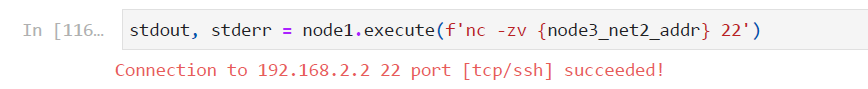 In [116…
stdout, stderr = node1.execute(f'nc -zv {node3_net2_addr} 22')
Connection to 192.168.2.2 22 port [tcp/ssh] succeeded!